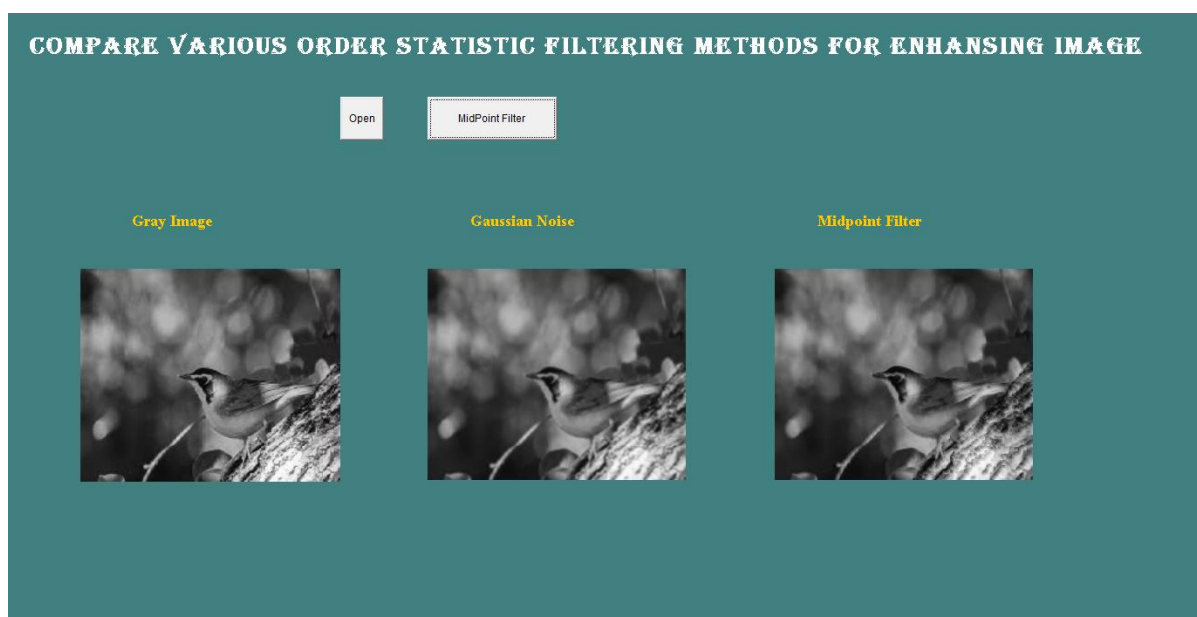 COMPARE VARIOUS ORDER STATISTIC FILTERING METHODS FOR ENHANSING IMAGE
Open MidPoint Filter
Gray Image Gaussian Noise Midpoint Filter